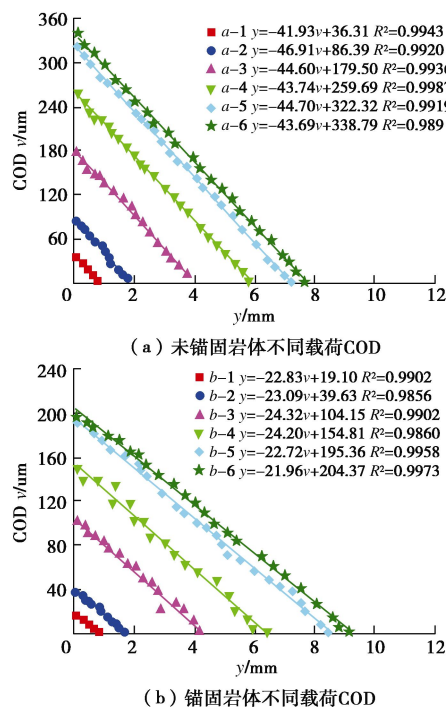 360
300
240
180
120
60
COD v/um
a-1 y=-41.93v+36.31 R²=0.9943
a-2 y=-46.91v+86.39 R²=0.9920
a-3 y=-44.60v+179.50 R²=0.9936
a-4 y=-43.74v+259.69 R²=0.9987
a-5 y=-44.70v+322.32 R²=0.9919
a-6 y=-43.69v+338.79 R²=0.989
0 2 4 6 8 10 12
y/mm
(a)未锚固岩体不同载荷COD
240
200
160
120
80
40
COD v/um
b-1 y=-22.83v+19.10 R²=0.9902
b-2 y=-23.09v+39.63 R²=0.9856
b-3 y=-24.32v+104.15 R²=0.9902
b-4 y=-24.20v+154.81 R²=0.9860
b-5 y=-22.72v+195.36 R²=0.9958
b-6 y=-21.96v+204.37 R²=0.9973
0 2 4 6 8 10 12
y/mm
(b)锚固岩体不同载荷COD